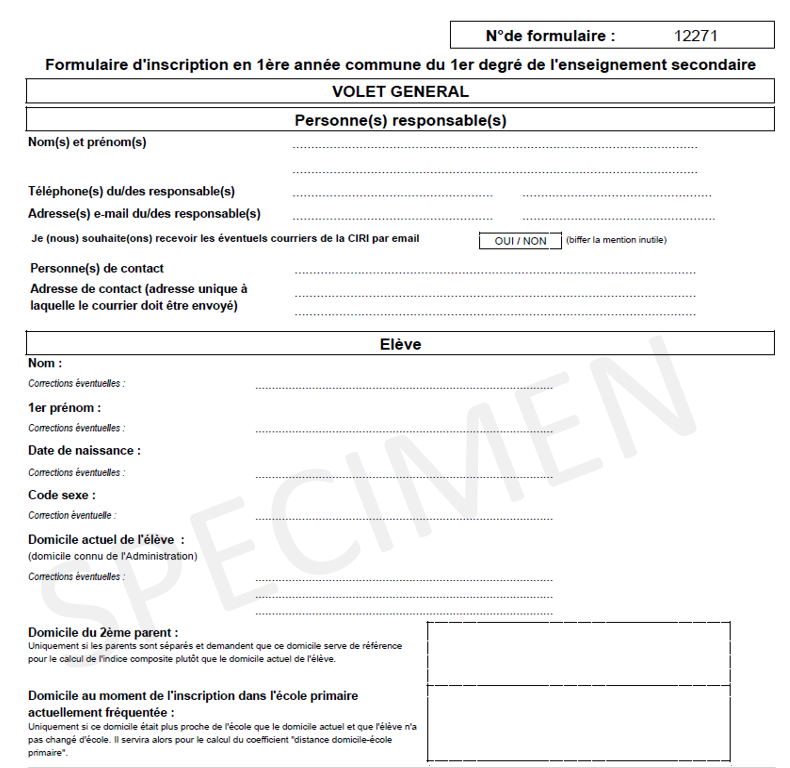 N°de formulaire : 12271
Formulaire d'inscription en 1ère année commune du 1er degré de l'enseignement secondaire
VOLET GENERAL
Personne(s) responsable(s)
Nom(s) et prénom(s)
Téléphone(s) du/des responsable(s)
Adresse(s) e-mail du/des responsable(s)
Je (nous) souhaite(ons) recevoir les éventuels courriers de la CIRI par email OUI / NON (biffer la mention inutile)
Personne(s) de contact
Adresse de contact (adresse unique à
laquelle le courrier doit être envoyé)
Elève
Nom :
Corrections éventuelles :
1er prénom :
Corrections éventuelles :
Date de naissance :
Corrections éventuelles :
Code sexe :
Correction éventuelle :
Domicile actuel de l'élève :
(domicile connu de l'Administration)
Corrections éventuelles :
SPECIMEN
Domicile du 2ème parent :
Uniquement si les parents sont séparés et demandent que ce domicile serve de référence
pour le calcul de l'indice composite plutôt que le domicile actuel de l'élève.
Domicile au moment de l'inscription dans l'école primaire
actuellement fréquentée :
Uniquement si ce domicile était plus proche de l'école que le domicile actuel et que l'élève n'a
pas changé d'école. Il servira alors pour le calcul du coefficient "distance domicile-école
primaire".